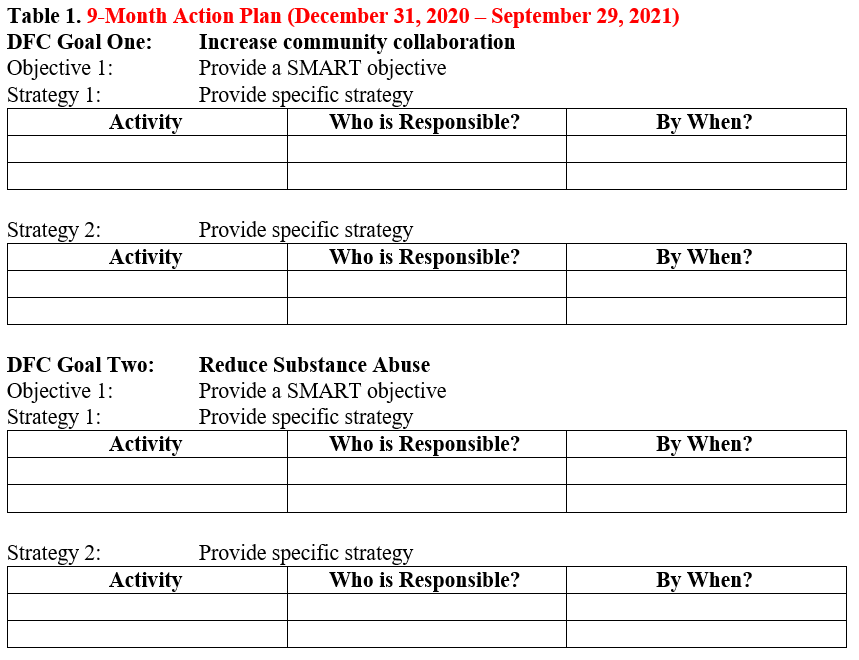 Table 1. 9-Month Action Plan (December 31, 2020 – September 29, 2021)
DFC Goal One: Increase community collaboration
Objective 1: Provide a SMART objective
Strategy 1: Provide specific strategy
Activity Who is Responsible? By When?
Strategy 2: Provide specific strategy
Activity Who is Responsible? By When?
DFC Goal Two: Reduce Substance Abuse
Objective 1: Provide a SMART objective
Strategy 1: Provide specific strategy
Activity Who is Responsible? By When?
Strategy 2: Provide specific strategy
Activity Who is Responsible? By When?